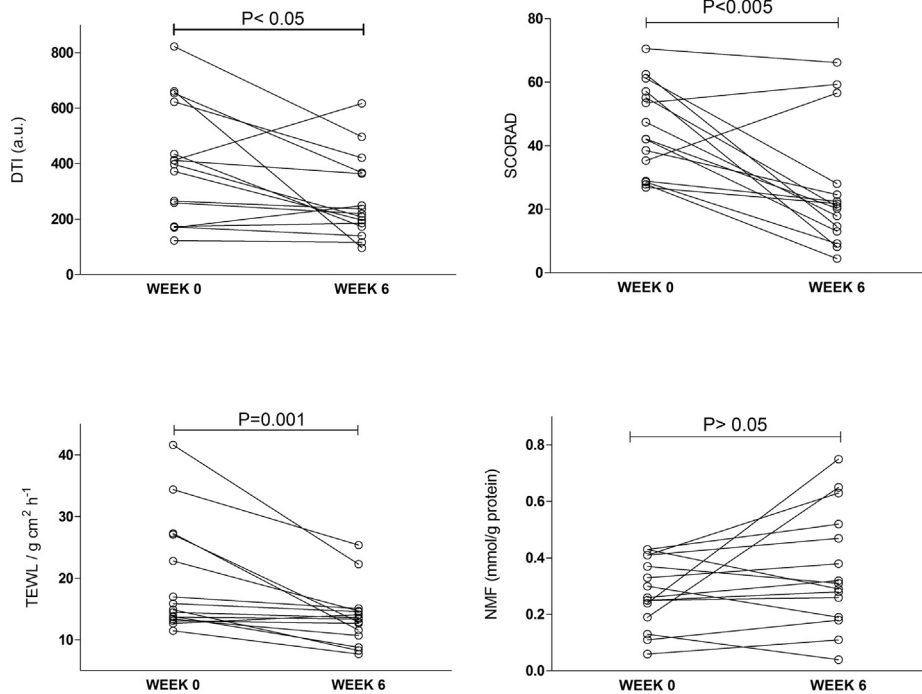 P< 0.05
DTI (a.u.)
800
600
400
200
0
WEEK 0 WEEK 6
P<0.005
SCORAD
80
60
40
20
0
WEEK 0 WEEK 6
P=0.001
TEWL / g cm² h⁻¹
40
30
20
10
WEEK 0 WEEK 6
P> 0.05
NMF (mmol/g protein)
0.8
0.6
0.4
0.2
0.0
WEEK 0 WEEK 6